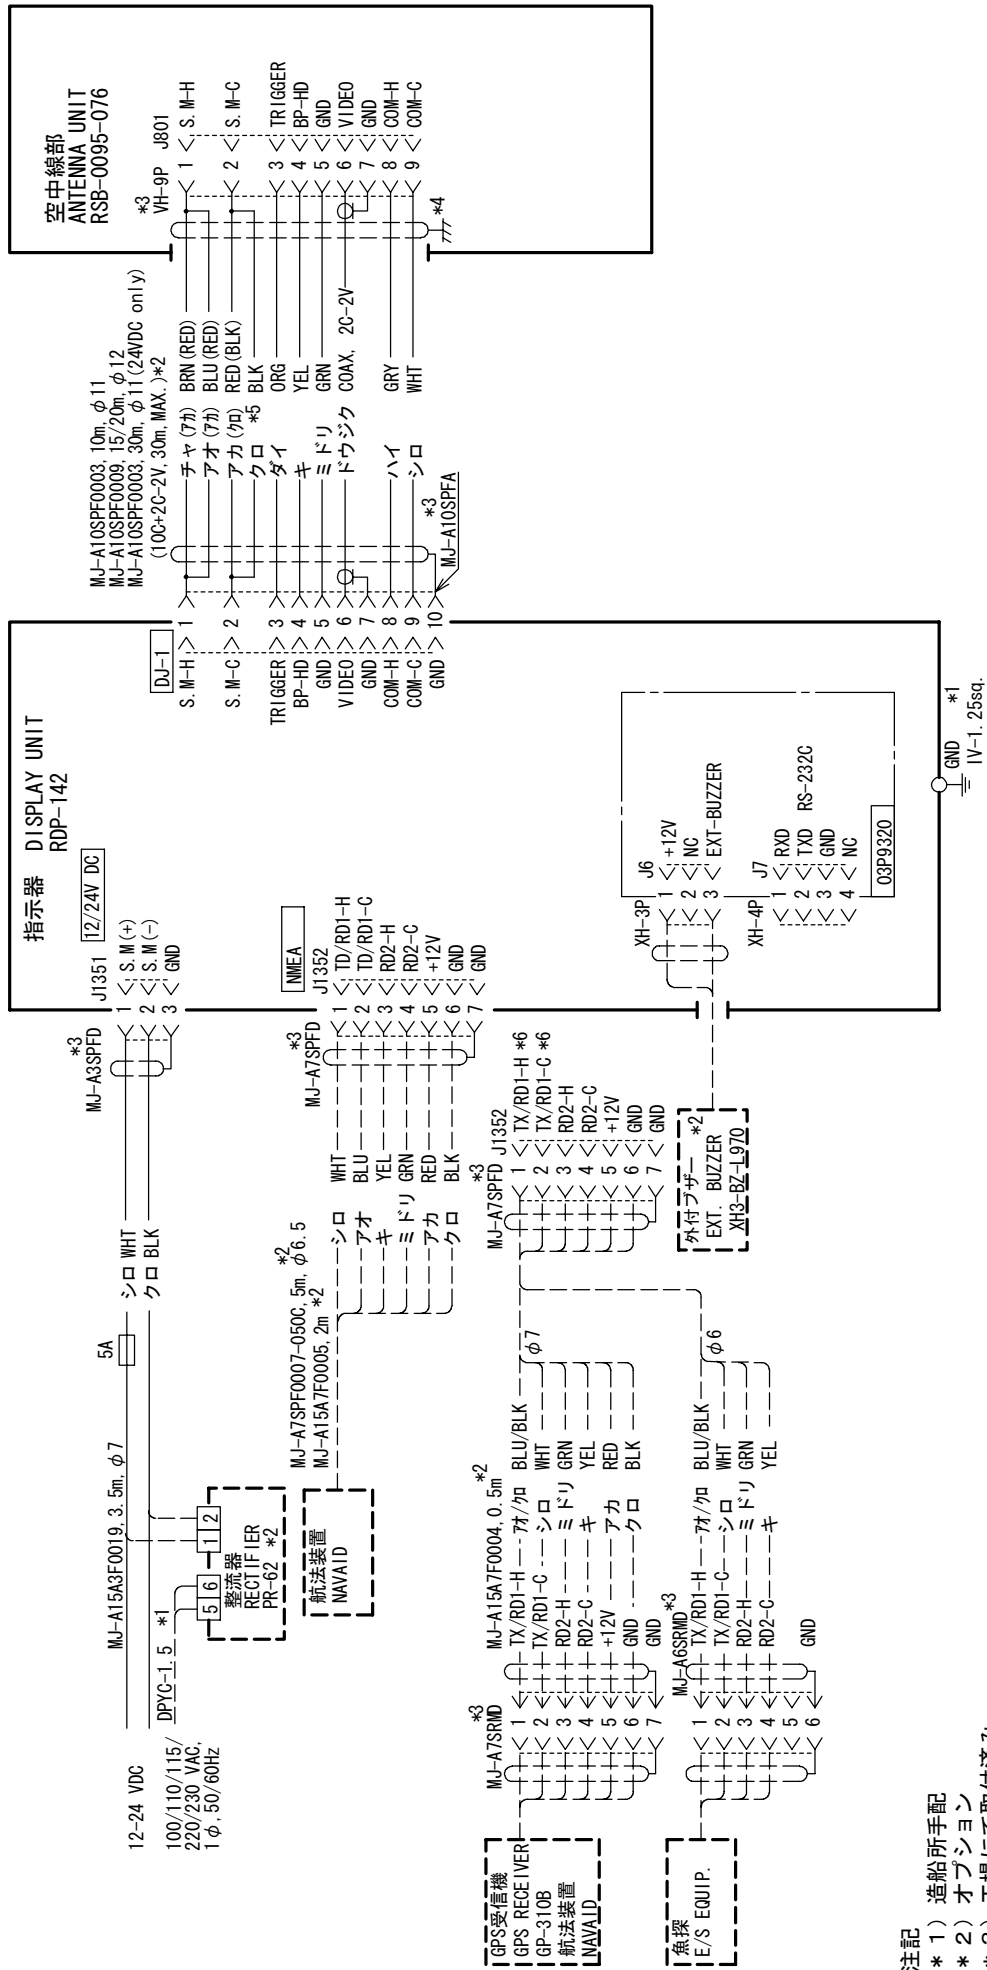 空中線部
ANTENNA UNIT
RSB-0095-076
*3
VH-9P J801
1 S.M-H
2 S.M-C
3 TRIGGER
4 BP-HD
5 GND
6 VIDEO
7 GND
8 COM-H
9 COM-C
*4
MJ-A10SPF0003, 10m, φ11
MJ-A10SPF0009, 15/20m, φ12
MJ-A10SPF0003, 30m, φ11(24VDC only)
(10C+2C-2V, 30m, MAX.)*2
チャ(アカ) BRN(RED)
アオ(アカ) BLU(RED)
アカ(クロ) RED(BLK)
クロ *5 BLK
ダイ ORG
キ YEL
ミドリ GRN
ドウジク COAX, 2C-2V
ハイ GRY
シロ WHT
*3
MJ-A10SPFA
指示器 DISPLAY UNIT
RDP-142
DJ-1
S.M-H 1
S.M-C 2
TRIGGER 3
BP-HD 4
GND 5
VIDEO 6
GND 7
COM-H 8
COM-C 9
GND 10
12/24V DC
*3
MJ-A3SPFD J1351
1 S.M(+)
2 S.M(-)
3 GND
NMEA
*3
MJ-A7SPFD J1352
1 TD/RD1-H
2 TD/RD1-C
3 RD2-H
4 RD2-C
5 +12V
6 GND
7 GND
XH-3P J6
1 +12V
2 NC
3 EXT-BUZZER
XH-4P J7
1 RXD
2 TXD
3 GND
4 NC
RS-232C
03P9320
GND *1
IV-1.25sq.
12-24 VDC
MJ-A15A3F0019, 3.5m, φ7
5A
シロ WHT
クロ BLK
100/110/115/
220/230 VAC,
1φ, 50/60Hz
DPYC-1.5 *1
5 6 1 2
整流器
RECTIFIER
PR-62 *2
航法装置
NAVAID
MJ-A7SPF0007-050C, 5m, φ6.5 *2
MJ-A15A7F0005, 2m *2
シロ WHT
アオ BLU
キ YEL
ミドリ GRN
アカ RED
クロ BLK
*3
MJ-A7SPFD J1352
1 TX/RD1-H *6
2 TX/RD1-C *6
3 RD2-H
4 RD2-C
5 +12V
6 GND
7 GND
外付ブザー *2
EXT. BUZZER
XH3-BZ-L970
GPS受信機
GPS RECEIVER
GP-310B
航法装置
NAVAID
*3
MJ-A7SRMD
MJ-A15A7F0004, 0.5m *2
1 TX/RD1-H アオ/クロ BLU/BLK
2 TX/RD1-C シロ WHT
3 RD2-H ミドリ GRN
4 RD2-C キ YEL
5 +12V アカ RED
6 GND クロ BLK
7 GND
φ7
魚探
E/S EQUIP.
*3
MJ-A6SRMD
1 TX/RD1-H アオ/クロ BLU/BLK
2 TX/RD1-C シロ WHT
3 RD2-H ミドリ GRN
4 RD2-C キ YEL
5
6 GND
φ6
注記
*1) 造船所手配
*2) オプション